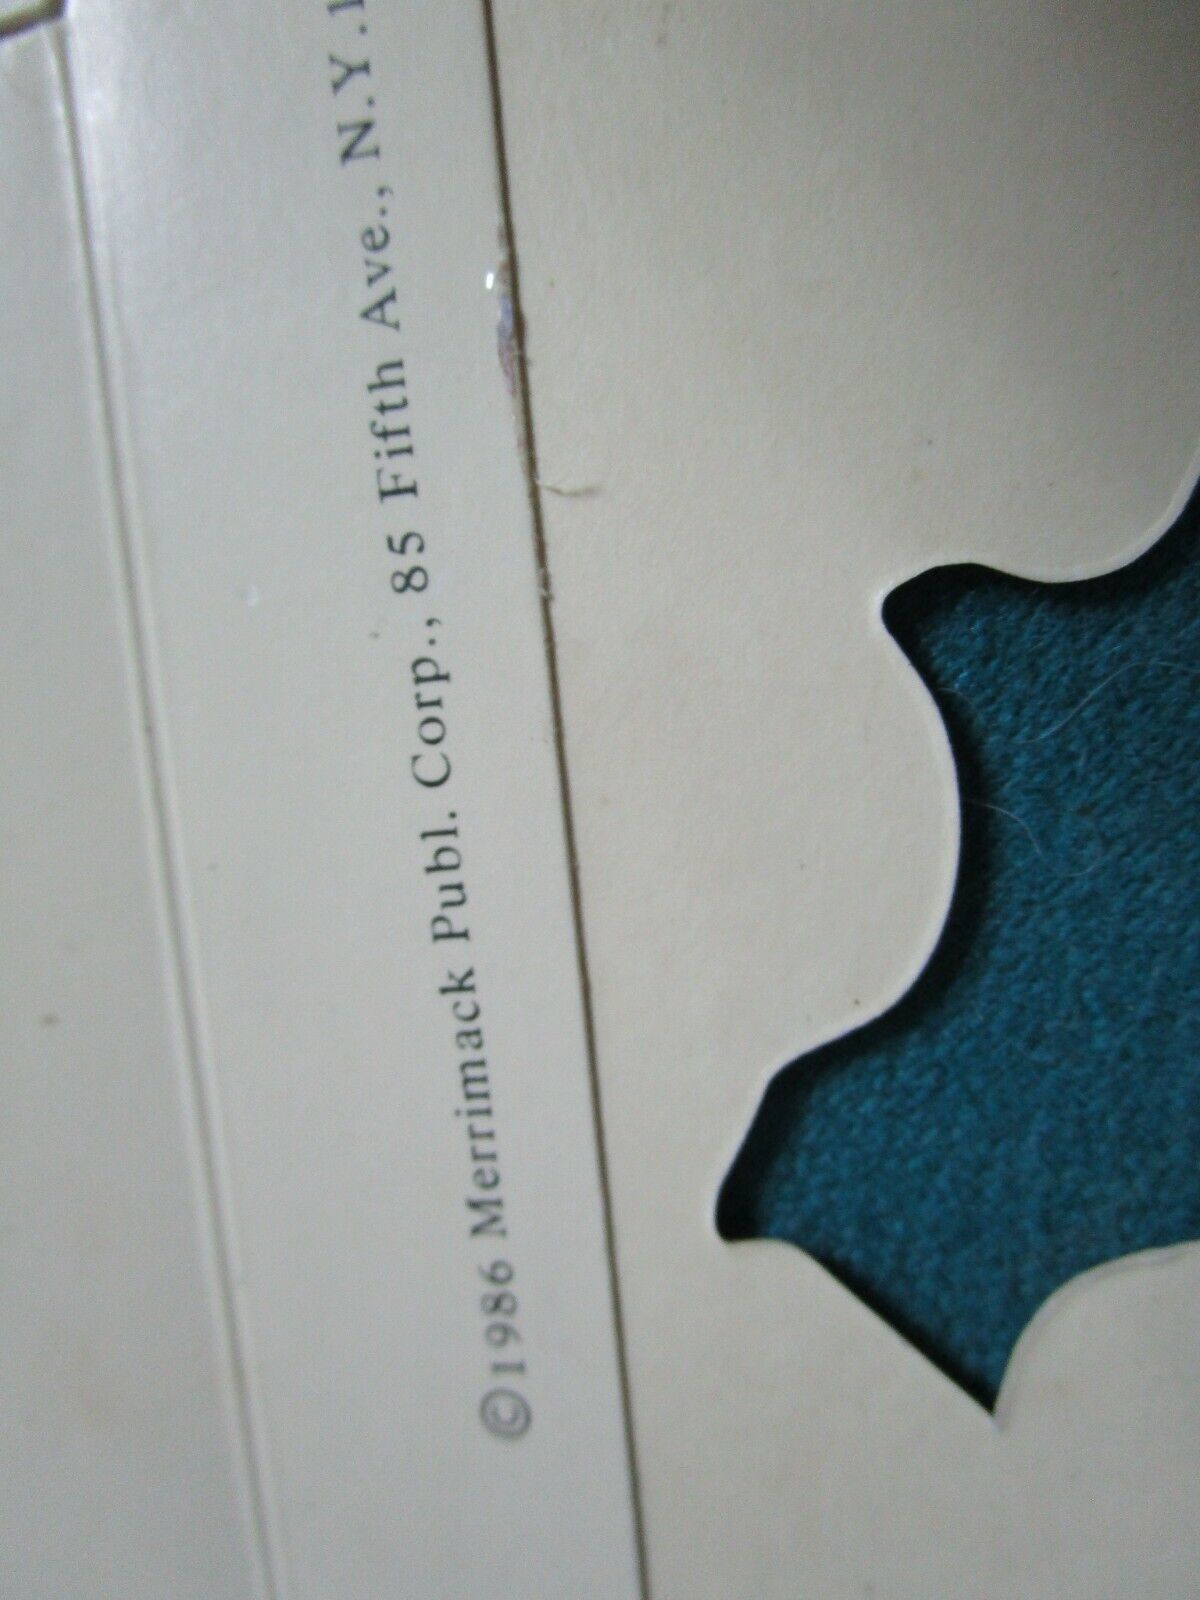 ©1986 Merrimack Publ. Corp., 85 Fifth Ave., N.Y.